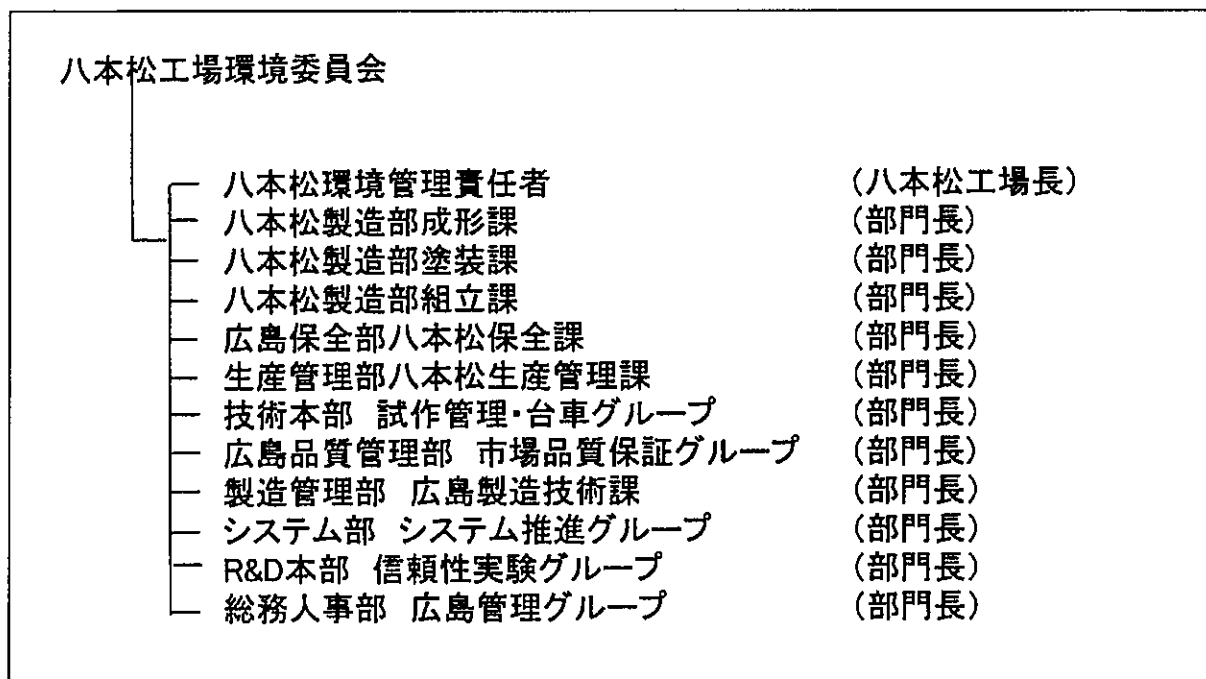 八本松工場環境委員会
八本松環境管理責任者 (八本松工場長)
八本松製造部成形課 (部門長)
八本松製造部塗装課 (部門長)
八本松製造部組立課 (部門長)
広島保全部八本松保全課 (部門長)
生産管理部八本松生産管理課 (部門長)
技術本部 試作管理・台車グループ (部門長)
広島品質管理部 市場品質保証グループ (部門長)
製造管理部 広島製造技術課 (部門長)
システム部 システム推進グループ (部門長)
R&D本部 信頼性実験グループ (部門長)
総務人事部 広島管理グループ (部門長)